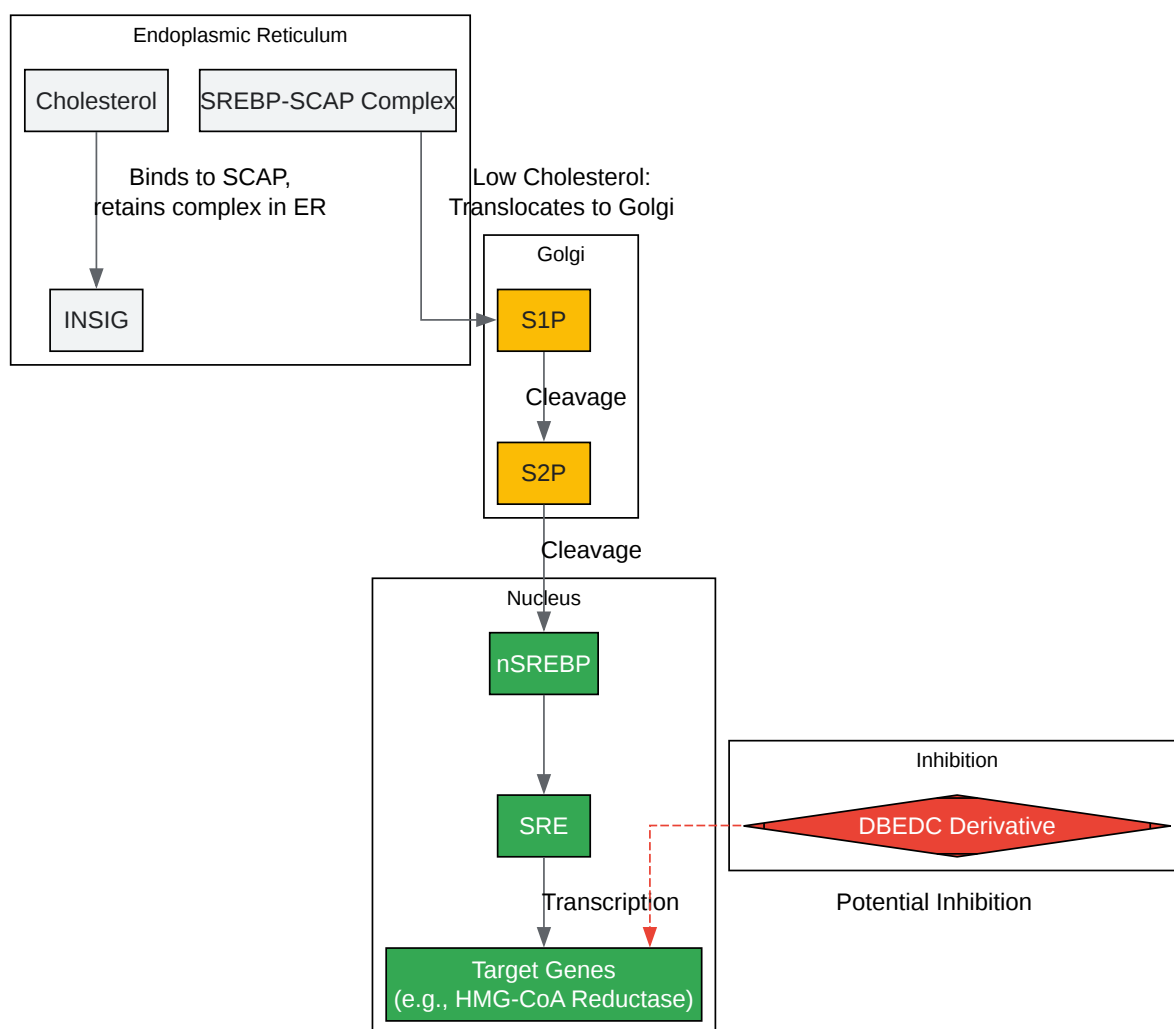 Endoplasmic Reticulum
Cholesterol
SREBP-SCAP Complex
Binds to SCAP,
retains complex in ER
Low Cholesterol:
Translocates to Golgi
INSIG
Golgi
S1P
Cleavage
S2P
Cleavage
Nucleus
nSREBP
SRE
Transcription
Target Genes
(e.g., HMG-CoA Reductase)
Inhibition
DBEDC Derivative
Potential Inhibition